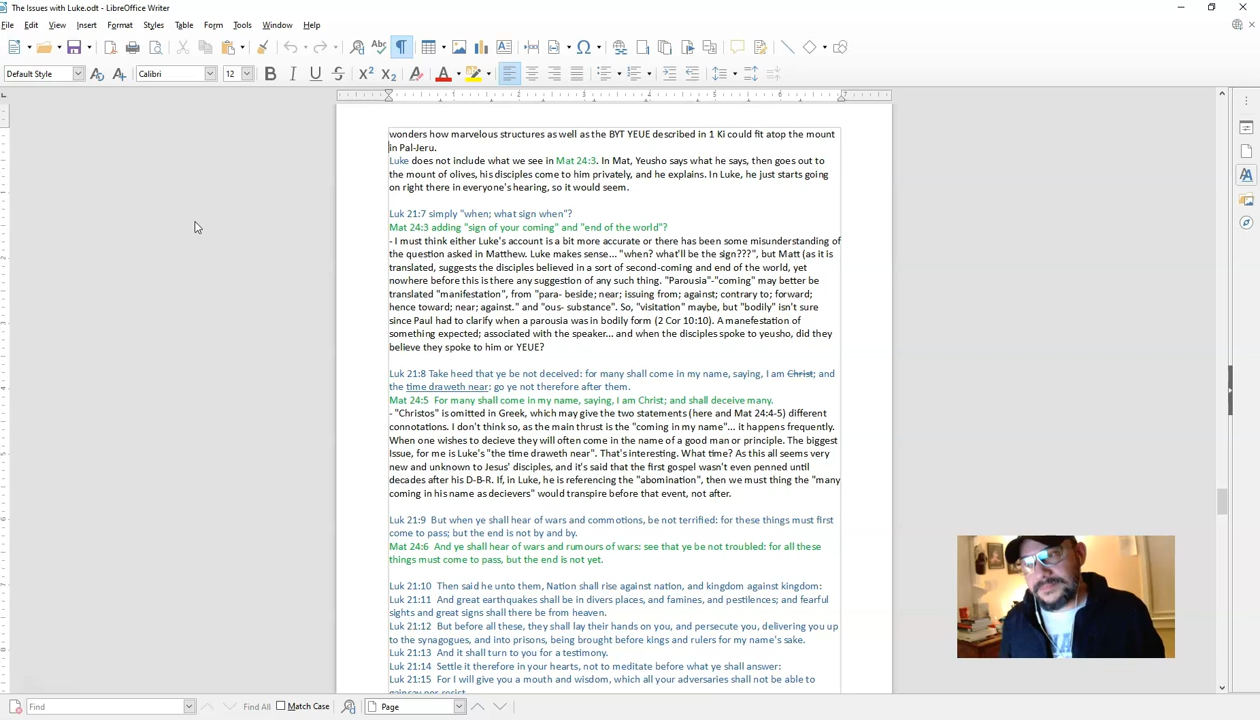 The Issues with Luke.odt - LibreOffice Writer
File Edit View Insert Format Styles Table Form Tools Window Help
Default Style Calibri 12
1 2 3 4 5 6 7
wonders how marvelous structures as well as the BYT YEUE described in 1 Ki could fit atop the mount
in Pal-Jeru.
Luke does not include what we see in Mat 24:3. In Mat, Yeusho says what he says, then goes out to
the mount of olives, his disciples come to him privately, and he explains. In Luke, he just starts going
on right there in everyone's hearing, so it would seem.
Luk 21:7 simply "when; what sign when"?
Mat 24:3 adding "sign of your coming" and "end of the world"?
- I must think either Luke's account is a bit more accurate or there has been some misunderstanding of
the question asked in Matthew. Luke makes sense... "when? what'll be the sign???", but Matt (as it is
translated, suggests the disciples believed in a sort of second-coming and end of the world, yet
nowhere before this is there any suggestion of any such thing. "Parousia"-"coming" may better be
translated "manifestation", from "para- beside; near; issuing from; against; contrary to; forward;
hence toward; near; against." and "ous- substance". So, "visitation" maybe, but "bodily" isn't sure
since Paul had to clarify when a parousia was in bodily form (2 Cor 10:10). A manefestation of
something expected; associated with the speaker... and when the disciples spoke to yeusho, did they
believe they spoke to him or YEUE?
Luk 21:8 Take heed that ye be not deceived: for many shall come in my name, saying, I am Christ; and
the time draweth near: go ye not therefore after them.
Mat 24:5 For many shall come in my name, saying, I am Christ; and shall deceive many.
- "Christos" is omitted in Greek, which may give the two statements (here and Mat 24:4-5) different
connotations. I don't think so, as the main thrust is the "coming in my name"... it happens frequently.
When one wishes to decieve they will often come in the name of a good man or principle. The biggest
Issue, for me is Luke's "the time draweth near". That's interesting. What time? As this all seems very
new and unknown to Jesus' disciples, and it's said that the first gospel wasn't even penned until
decades after his D-B-R. If, in Luke, he is referencing the "abomination", then we must thing the "many
coming in his name as decievers" would transpire before that event, not after.
Luk 21:9 But when ye shall hear of wars and commotions, be not terrified: for these things must first
come to pass; but the end is not by and by.
Mat 24:6 And ye shall hear of wars and rumours of wars: see that ye be not troubled: for all these
things must come to pass, but the end is not yet.
Luk 21:10 Then said he unto them, Nation shall rise against nation, and kingdom against kingdom:
Luk 21:11 And great earthquakes shall be in divers places, and famines, and pestilences; and fearful
sights and great signs shall there be from heaven.
Luk 21:12 But before all these, they shall lay their hands on you, and persecute you, delivering you up
to the synagogues, and into prisons, being brought before kings and rulers for my name's sake.
Luk 21:13 And it shall turn to you for a testimony.
Luk 21:14 Settle it therefore in your hearts, not to meditate before what ye shall answer:
Luk 21:15 For I will give you a mouth and wisdom, which all your adversaries shall not be able to
gainsay nor resist.
Find Find All Match Case Page